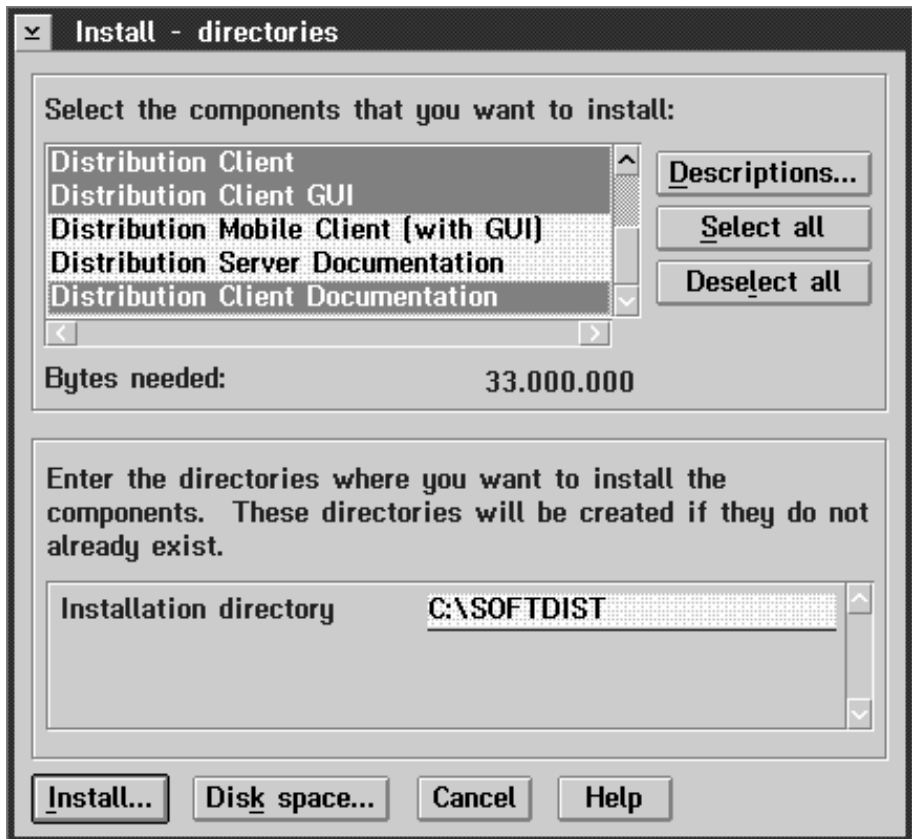 Install - directories
Select the components that you want to install:
Distribution Client
Distribution Client GUI
Distribution Mobile Client (with GUI)
Distribution Server Documentation
Distribution Client Documentation
Descriptions...
Select all
Deselect all
Bytes needed: 33.000.000
Enter the directories where you want to install the
components. These directories will be created if they do not
already exist.
Installation directory C:\SOFTDIST
Install... Disk space... Cancel Help